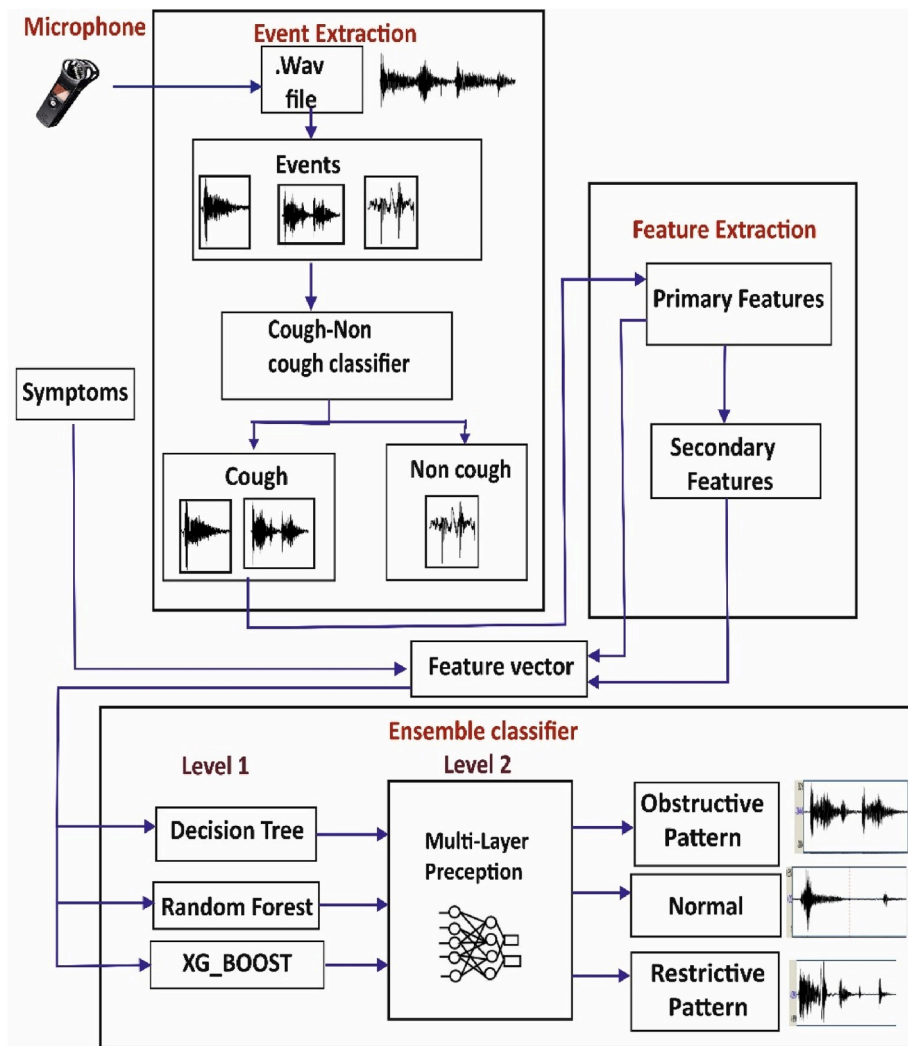 Microphone
Event Extraction
.Wav
file
Events
Feature Extraction
Primary Features
Cough-Non
cough classifier
Symptoms
Secondary
Features
Cough
Non cough
Feature vector
Ensemble classifier
Level 1
Level 2
Decision Tree
Random Forest
XG_BOOST
Multi-Layer
Preception
Obstructive
Pattern
Normal
Restrictive
Pattern